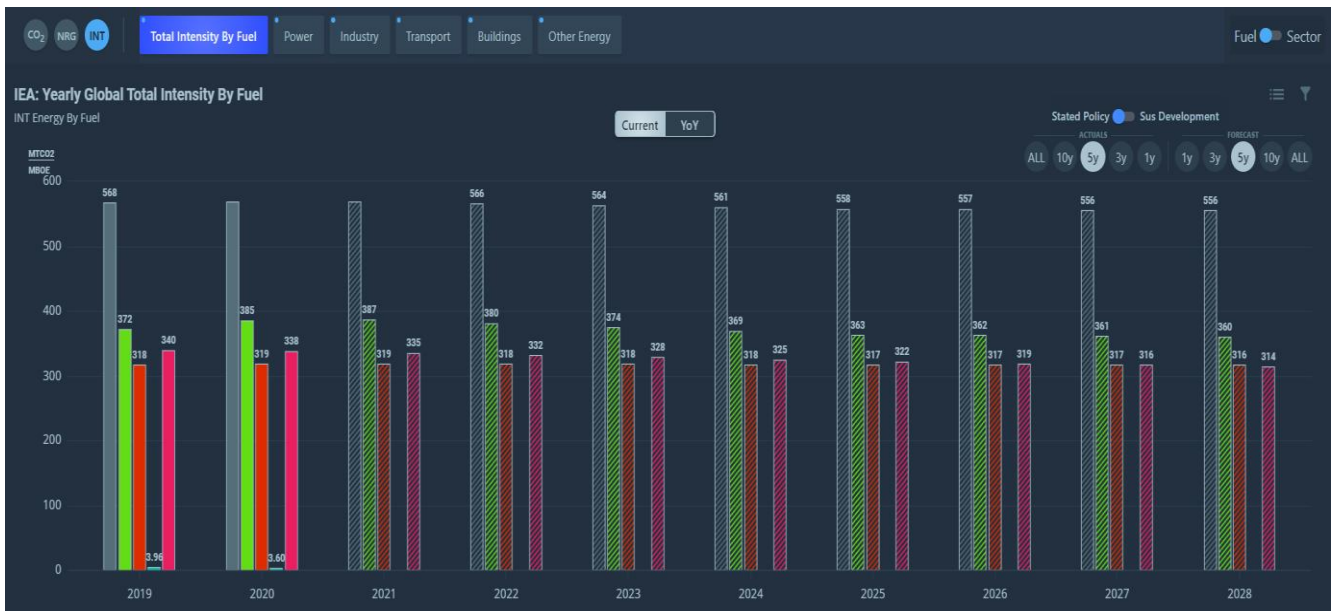 CO2 NRG INT Total Intensity By Fuel Power Industry Transport Buildings Other Energy Fuel Sector
IEA: Yearly Global Total Intensity By Fuel
INT Energy By Fuel
Current YoY
Stated Policy Sus Development
ACTUALS FORECAST
ALL 10y 5y 3y 1y 1y 3y 5y 10y ALL
MTCO2
MBOE
600
568 566 564 561 558 557 556 556
500
400
372 385 387 380 374 369 363 362 361 360
318 340 319 338 319 335 318 332 318 328 318 325 317 322 317 319 317 316 316 314
300
200
100
3.96 3.60
0
2019 2020 2021 2022 2023 2024 2025 2026 2027 2028